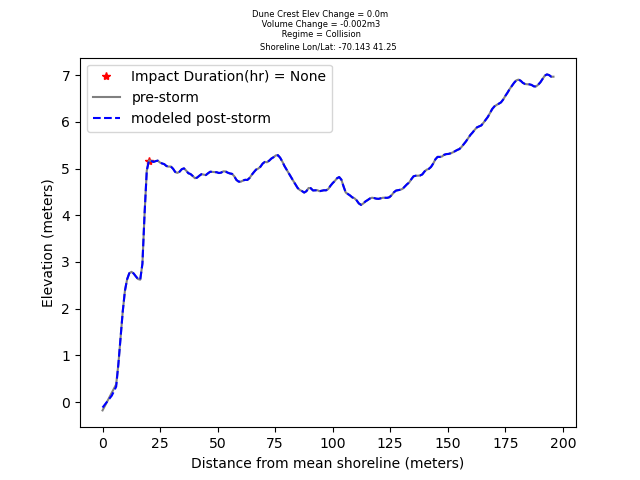 Dune Crest Elev Change = 0.0m
Volume Change = -0.002m3
Regime = Collision
Shoreline Lon/Lat: -70.143 41.25
Impact Duration(hr) = None
pre-storm
modeled post-storm
7
6
5
4
3
2
1
0
Elevation (meters)
0 25 50 75 100 125 150 175 200
Distance from mean shoreline (meters)